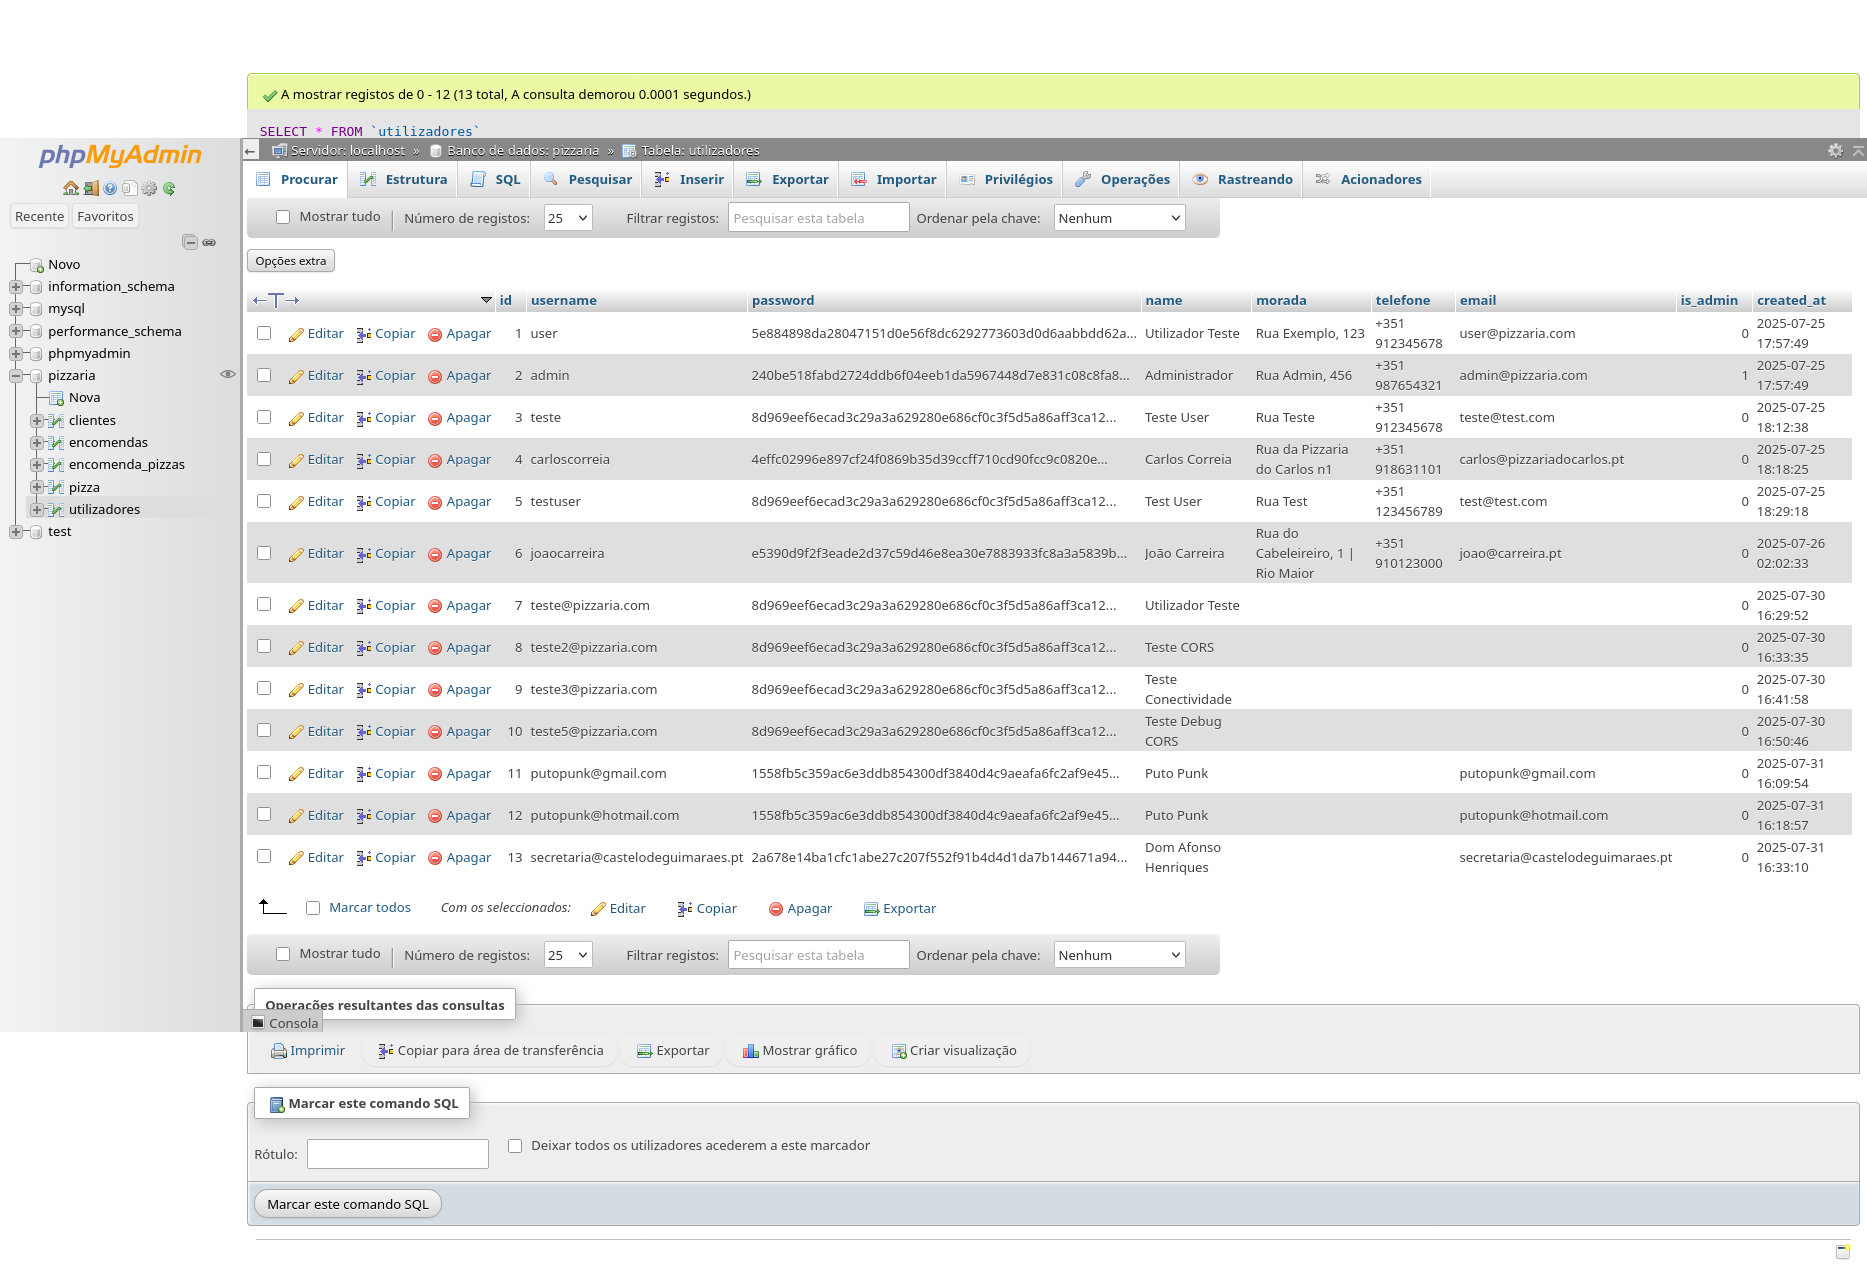 A mostrar registos de 0 - 12 (13 total, A consulta demorou 0.0001 segundos.)
SELECT * FROM `utilizadores`
phpMyAdmin
Recente Favoritos
Novo
information_schema
mysql
performance_schema
phpmyadmin
pizzaria
Nova
clientes
encomendas
encomenda_pizzas
pizza
utilizadores
test
← Servidor: localhost » Banco de dados: pizzaria » Tabela: utilizadores
Procurar Estrutura SQL Pesquisar Inserir Exportar Importar Privilégios Operações Rastreando Acionadores
Mostrar tudo Número de registos: 25 Filtrar registos: Pesquisar esta tabela Ordenar pela chave: Nenhum
Opções extra
←T→ id username password name morada telefone email is_admin created_at
Editar Copiar Apagar 1 user 5e884898da28047151d0e56f8dc6292773603d0d6aabbdd62a... Utilizador Teste Rua Exemplo, 123 +351 912345678 user@pizzaria.com 0 2025-07-25 17:57:49
Editar Copiar Apagar 2 admin 240be518fabd2724ddb6f04eeb1da5967448d7e831c08c8fa8... Administrador Rua Admin, 456 +351 987654321 admin@pizzaria.com 1 2025-07-25 17:57:49
Editar Copiar Apagar 3 teste 8d969eef6ecad3c29a3a629280e686cf0c3f5d5a86aff3ca12... Teste User Rua Teste +351 912345678 teste@test.com 0 2025-07-25 18:12:38
Editar Copiar Apagar 4 carloscorreia 4effc02996e897cf24f0869b35d39ccff710cd90fcc9c0820e... Carlos Correia Rua da Pizzaria do Carlos n1 +351 918631101 carlos@pizzariadocarlos.pt 0 2025-07-25 18:18:25
Editar Copiar Apagar 5 testuser 8d969eef6ecad3c29a3a629280e686cf0c3f5d5a86aff3ca12... Test User Rua Test +351 123456789 test@test.com 0 2025-07-25 18:29:18
Editar Copiar Apagar 6 joaocarreira e5390d9f2f3eade2d37c59d46e8ea30e7883933fc8a3a5839b... João Carreira Rua do Cabeleireiro, 1 | Rio Maior +351 910123000 joao@carreira.pt 0 2025-07-26 02:02:33
Editar Copiar Apagar 7 teste@pizzaria.com 8d969eef6ecad3c29a3a629280e686cf0c3f5d5a86aff3ca12... Utilizador Teste 0 2025-07-30 16:29:52
Editar Copiar Apagar 8 teste2@pizzaria.com 8d969eef6ecad3c29a3a629280e686cf0c3f5d5a86aff3ca12... Teste CORS 0 2025-07-30 16:33:35
Editar Copiar Apagar 9 teste3@pizzaria.com 8d969eef6ecad3c29a3a629280e686cf0c3f5d5a86aff3ca12... Teste Conectividade 0 2025-07-30 16:41:58
Editar Copiar Apagar 10 teste5@pizzaria.com 8d969eef6ecad3c29a3a629280e686cf0c3f5d5a86aff3ca12... Teste Debug CORS 0 2025-07-30 16:50:46
Editar Copiar Apagar 11 putopunk@gmail.com 1558fb5c359ac6e3ddb854300df3840d4c9aeafa6fc2af9e45... Puto Punk putopunk@gmail.com 0 2025-07-31 16:09:54
Editar Copiar Apagar 12 putopunk@hotmail.com 1558fb5c359ac6e3ddb854300df3840d4c9aeafa6fc2af9e45... Puto Punk putopunk@hotmail.com 0 2025-07-31 16:18:57
Editar Copiar Apagar 13 secretaria@castelodeguimaraes.pt 2a678e14ba1cfc1abe27c207f552f91b4d4d1da7b144671a94... Dom Afonso Henriques secretaria@castelodeguimaraes.pt 0 2025-07-31 16:33:10
Marcar todos Com os seleccionados: Editar Copiar Apagar Exportar
Mostrar tudo Número de registos: 25 Filtrar registos: Pesquisar esta tabela Ordenar pela chave: Nenhum
Operações resultantes das consultas
Consola
Imprimir Copiar para área de transferência Exportar Mostrar gráfico Criar visualização
Marcar este comando SQL
Rótulo: Deixar todos os utilizadores acederem a este marcador
Marcar este comando SQL